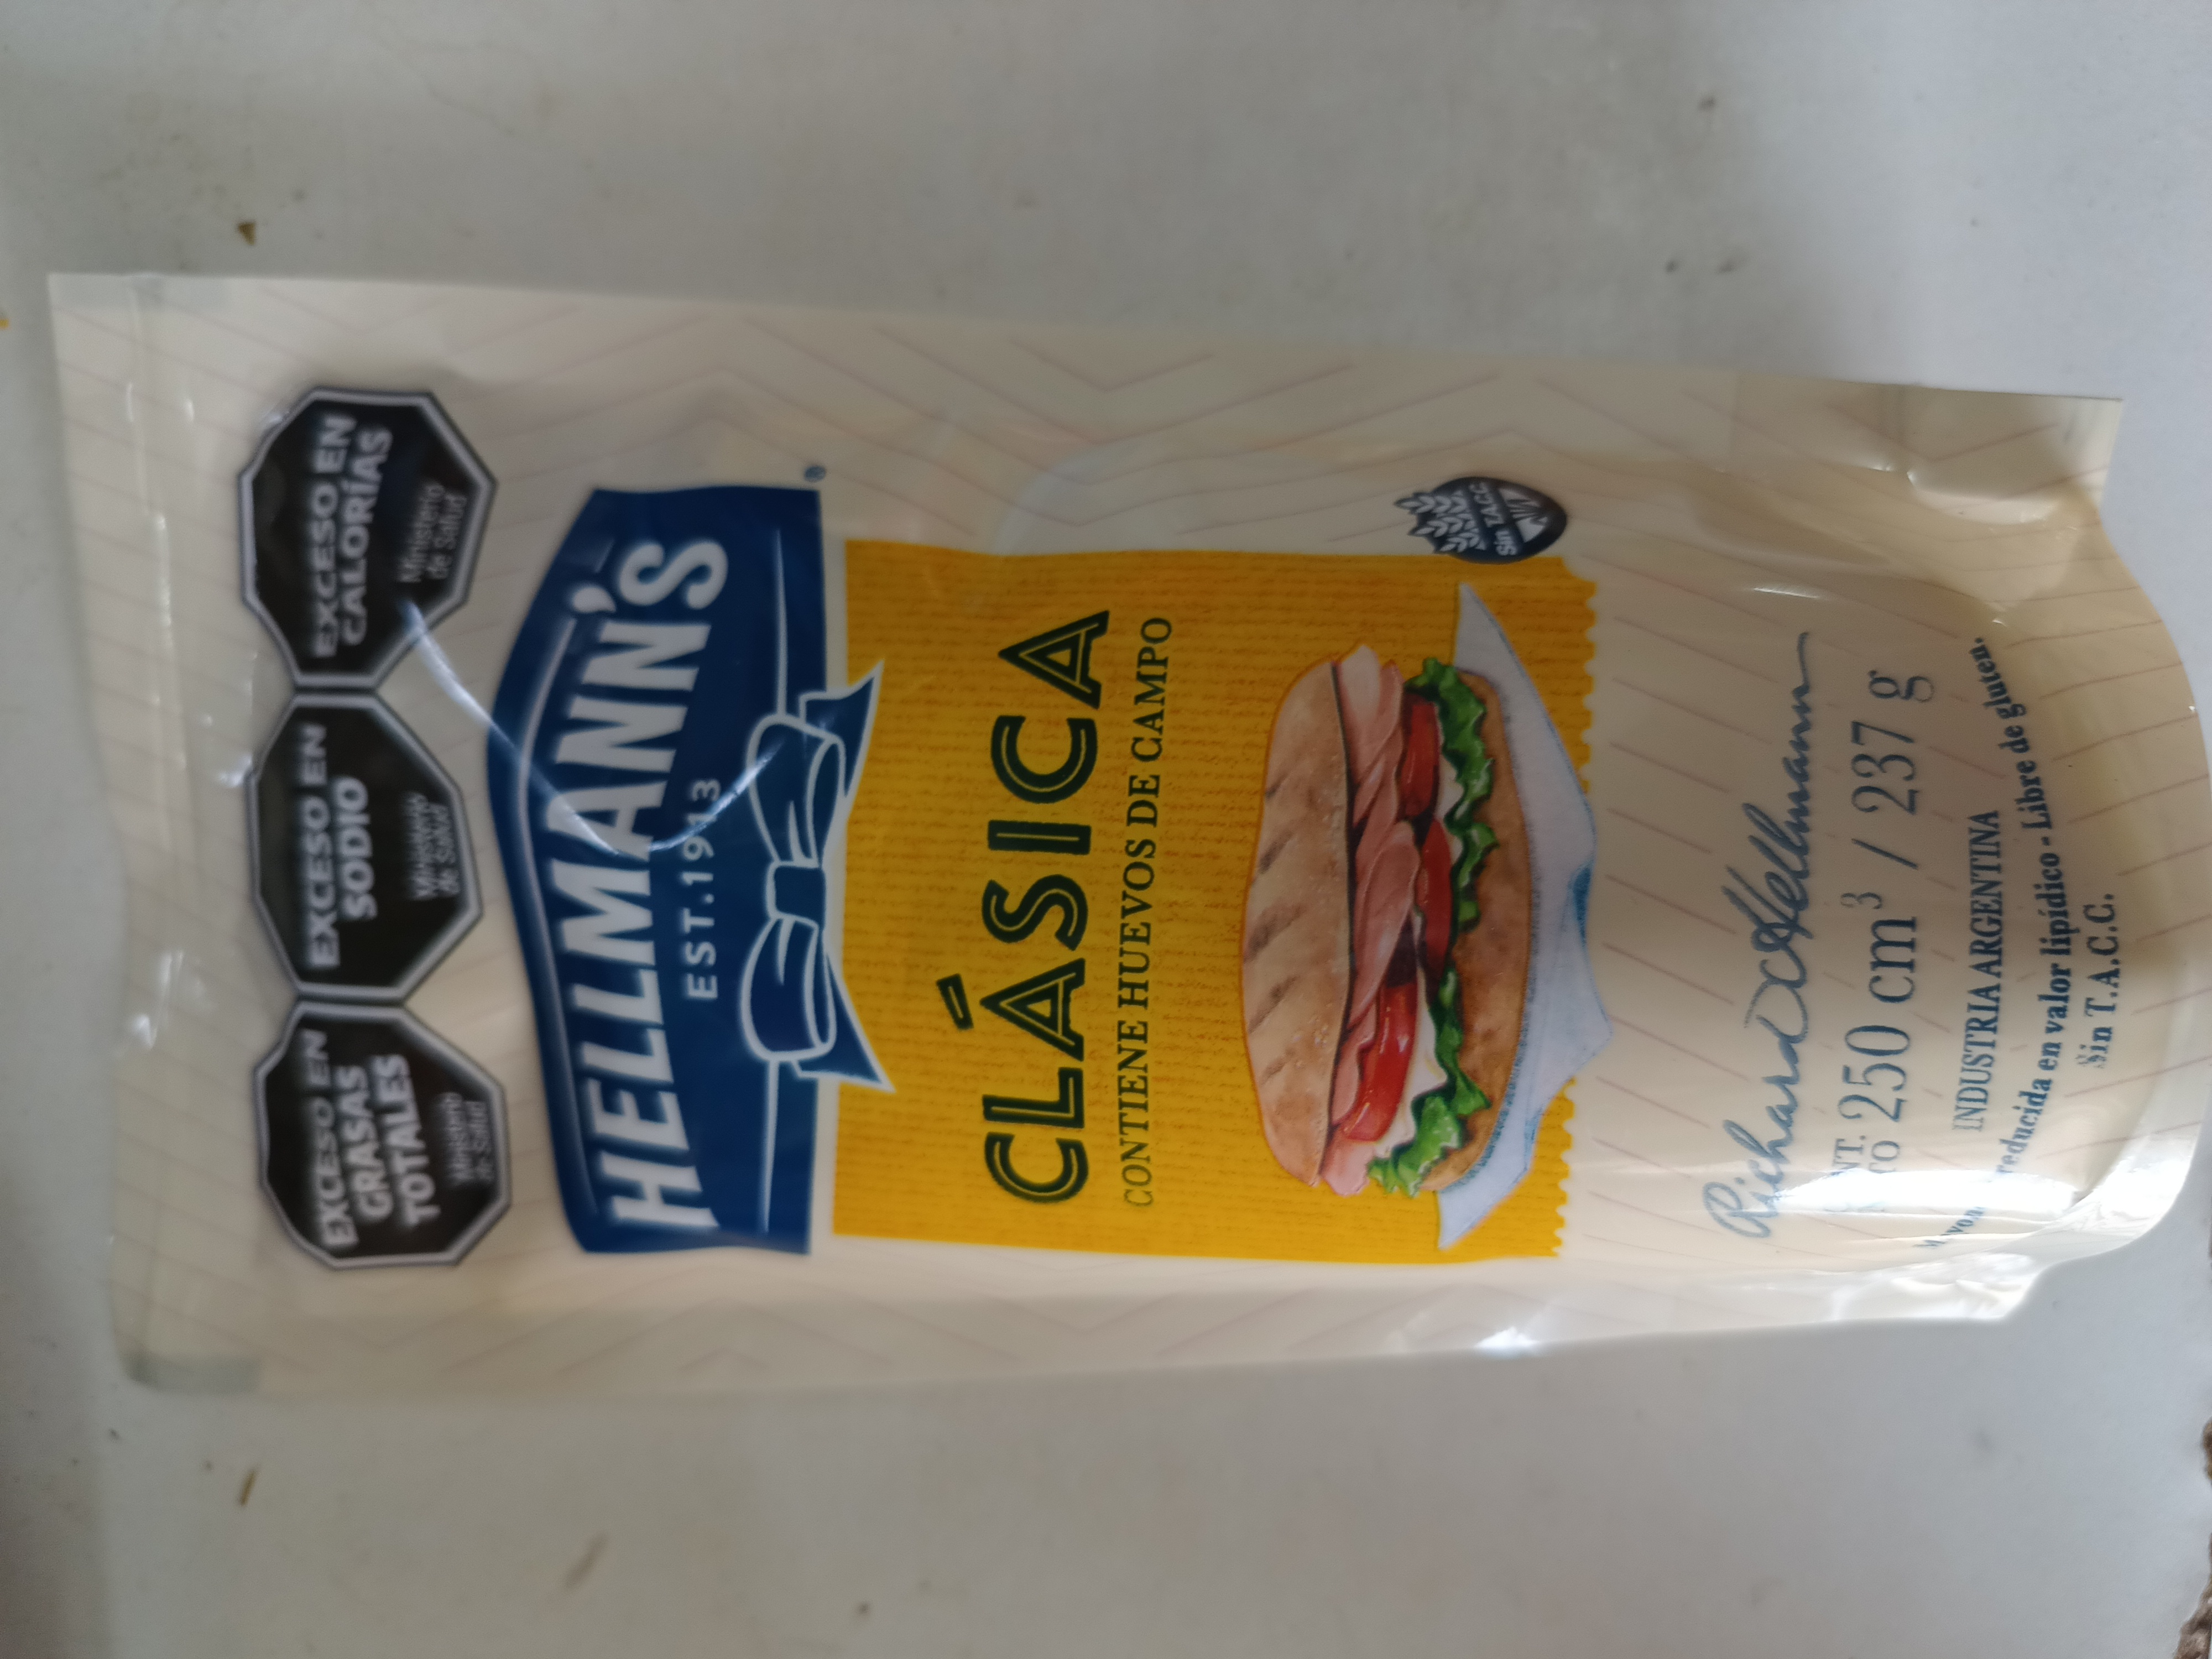 EXCESO EN
GRASAS
TOTALES
Ministerio
de Salud
EXCESO EN
SODIO
Ministerio
de Salud
EXCESO EN
CALORÍAS
Ministerio
de Salud
HELLMANN'S
EST.1913
®
CLÁSICA
CONTIENE HUEVOS DE CAMPO
Sin T.A.C.C.
Richard Hellmann
250 cm³ / 237 g
INDUSTRIA ARGENTINA
reducida en valor lipídico - Libre de gluten.
Sin T.A.C.C.